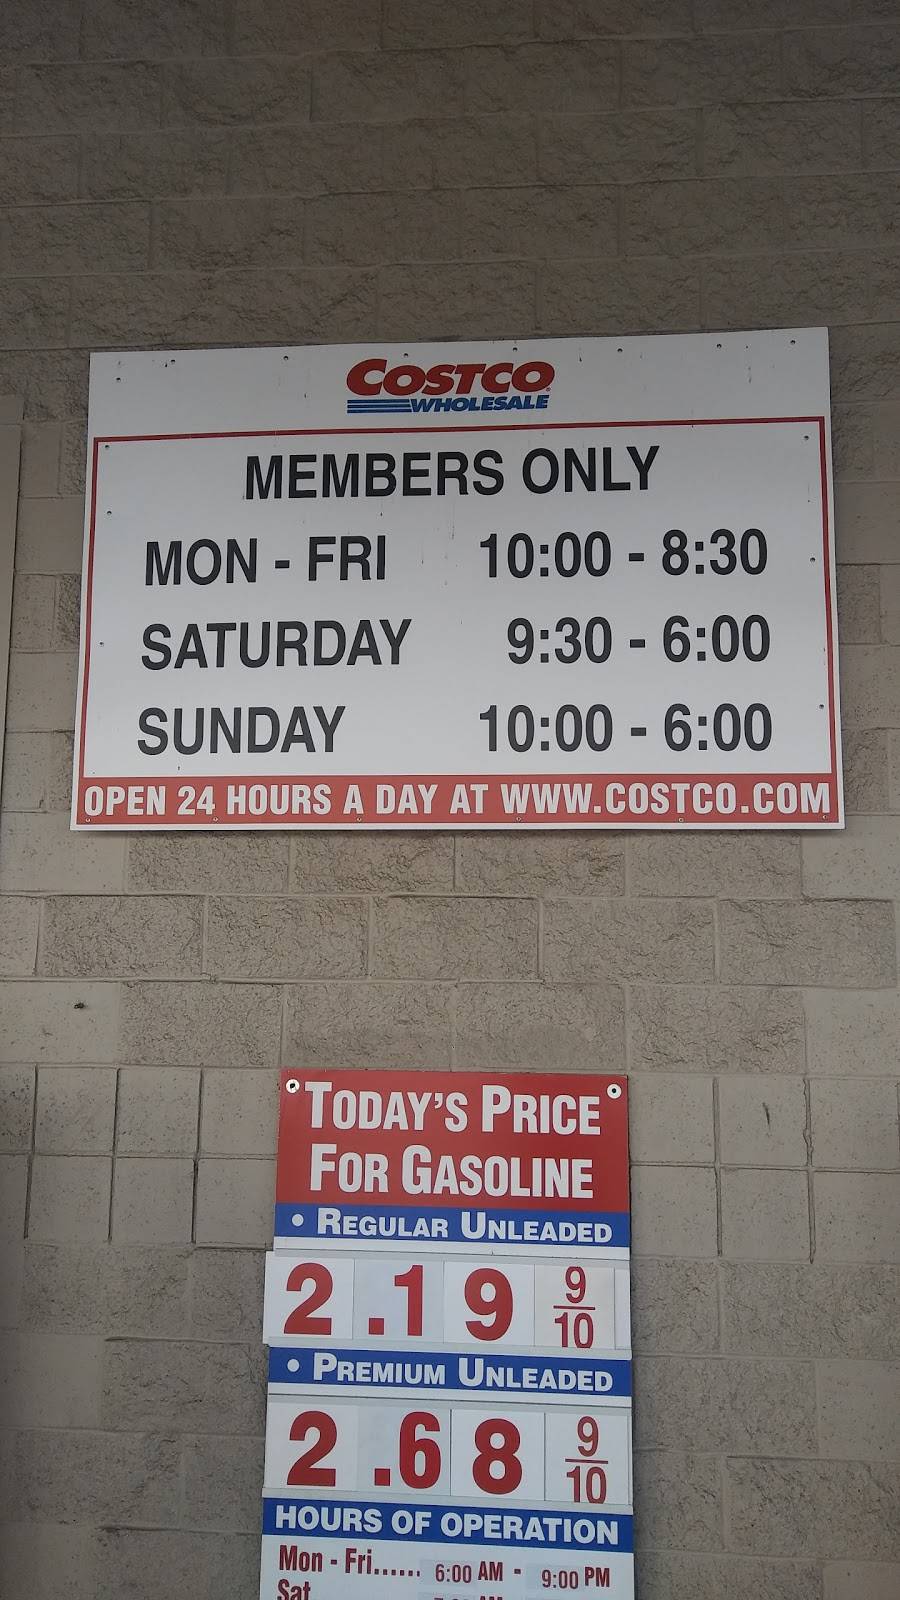 COSTCO
WHOLESALE
MEMBERS ONLY
MON - FRI 10:00 - 8:30
SATURDAY 9:30 - 6:00
SUNDAY 10:00 - 6:00
OPEN 24 HOURS A DAY AT WWW.COSTCO.COM
TODAY'S PRICE
FOR GASOLINE
• REGULAR UNLEADED
2.19 9/10
• PREMIUM UNLEADED
2.68 9/10
HOURS OF OPERATION
Mon - Fri...... 6:00 AM - 9:00 PM
Sat